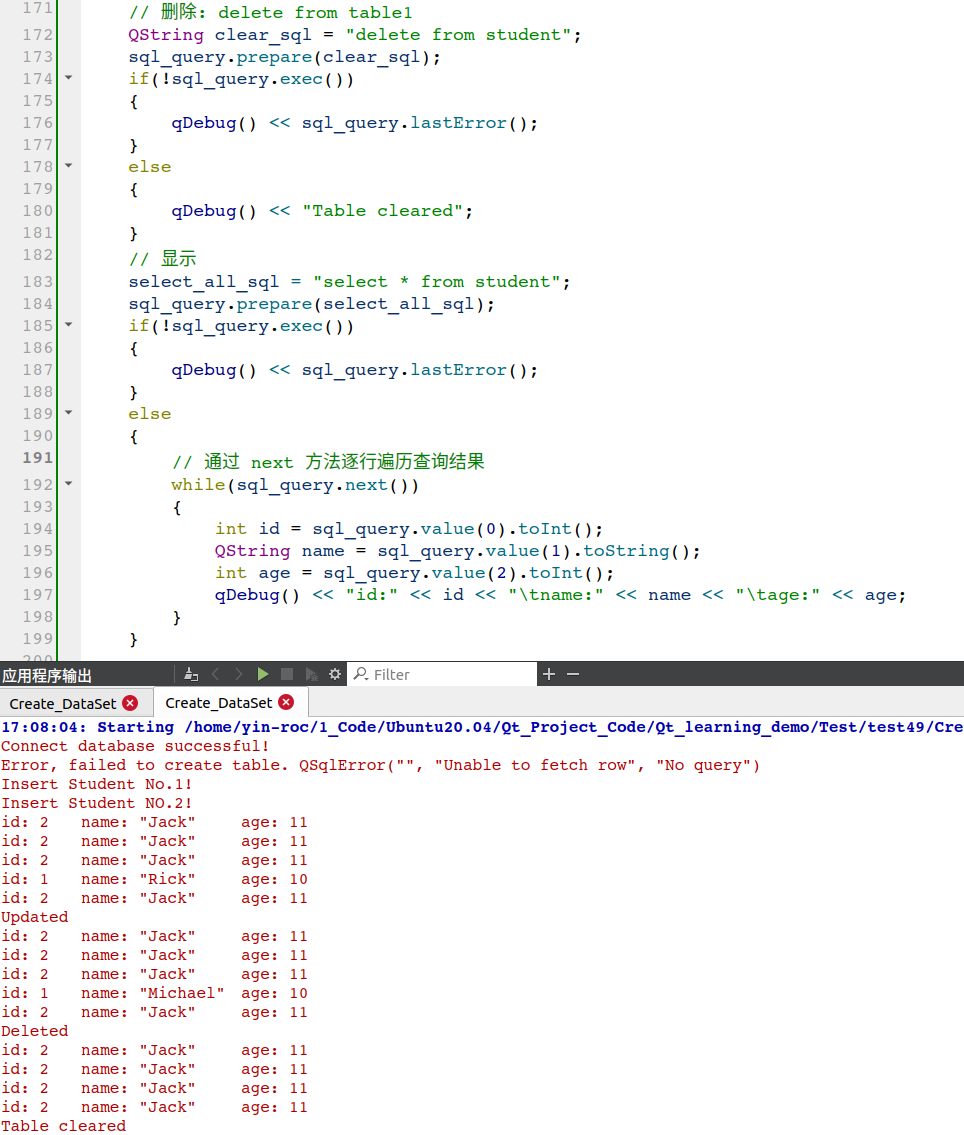 171 // 删除: delete from table1
172 QString clear_sql = "delete from student";
173 sql_query.prepare(clear_sql);
174 if(!sql_query.exec())
175 {
176 qDebug() << sql_query.lastError();
177 }
178 else
179 {
180 qDebug() << "Table cleared";
181 }
182 // 显示
183 select_all_sql = "select * from student";
184 sql_query.prepare(select_all_sql);
185 if(!sql_query.exec())
186 {
187 qDebug() << sql_query.lastError();
188 }
189 else
190 {
191 // 通过 next 方法逐行遍历查询结果
192 while(sql_query.next())
193 {
194 int id = sql_query.value(0).toInt();
195 QString name = sql_query.value(1).toString();
196 int age = sql_query.value(2).toInt();
197 qDebug() << "id:" << id << "\tname:" << name << "\tage:" << age;
198 }
199 }
200
应用程序输出 Filter
Create_DataSet Create_DataSet
17:08:04: Starting /home/yin-roc/1_Code/Ubuntu20.04/Qt_Project_Code/Qt_learning_demo/Test/test49/Cre
Connect database successful!
Error, failed to create table. QSqlError("", "Unable to fetch row", "No query")
Insert Student No.1!
Insert Student NO.2!
id: 2 name: "Jack" age: 11
id: 2 name: "Jack" age: 11
id: 2 name: "Jack" age: 11
id: 1 name: "Rick" age: 10
id: 2 name: "Jack" age: 11
Updated
id: 2 name: "Jack" age: 11
id: 2 name: "Jack" age: 11
id: 2 name: "Jack" age: 11
id: 1 name: "Michael" age: 10
id: 2 name: "Jack" age: 11
Deleted
id: 2 name: "Jack" age: 11
id: 2 name: "Jack" age: 11
id: 2 name: "Jack" age: 11
id: 2 name: "Jack" age: 11
Table cleared